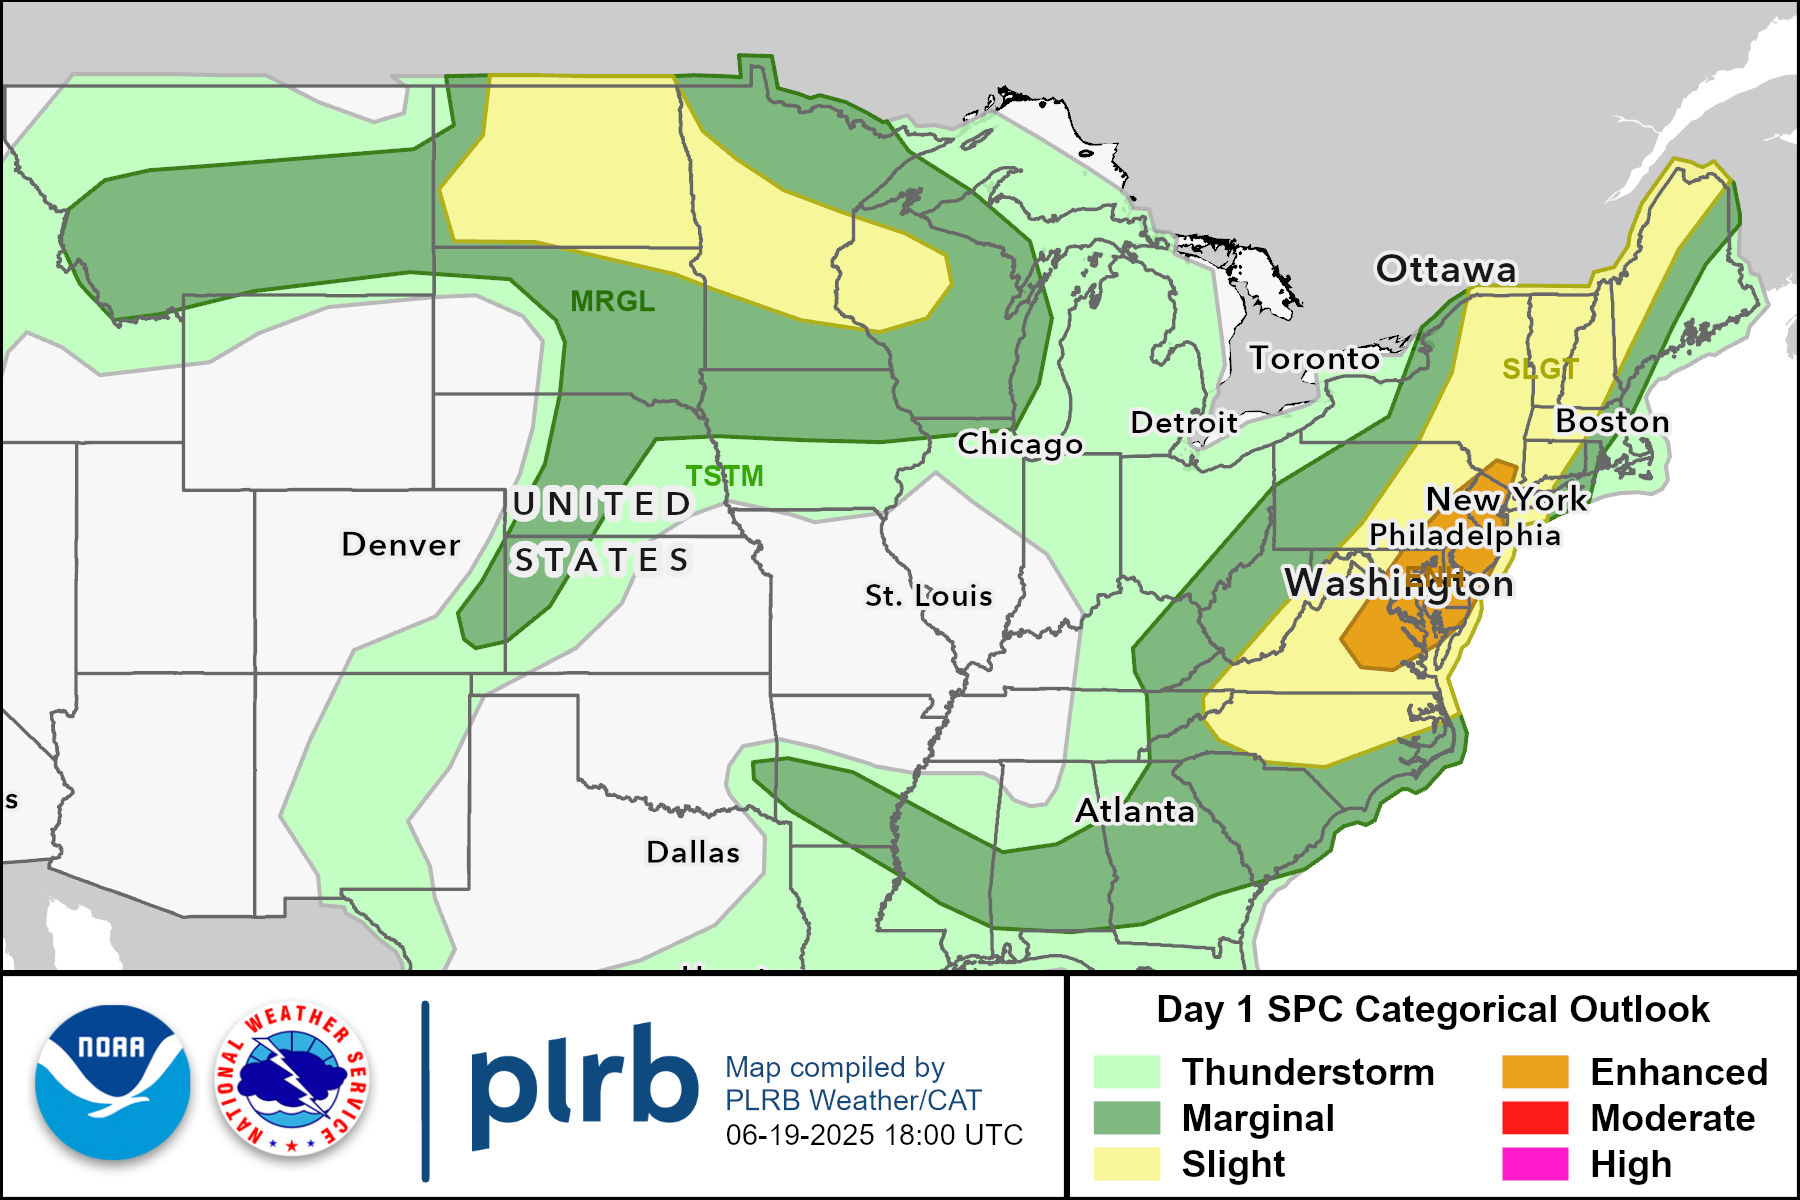 Ottawa
MRGL
Toronto
SLGT
Detroit
Boston
Chicago
TSTM
UNITED
STATES
New York
Philadelphia
Denver
ENH
Washington
St. Louis
s
Atlanta
Dallas
NOAA
NATIONAL WEATHER SERVICE
plrb
Map compiled by
PLRB Weather/CAT
06-19-2025 18:00 UTC
Day 1 SPC Categorical Outlook
Thunderstorm
Enhanced
Marginal
Moderate
Slight
High